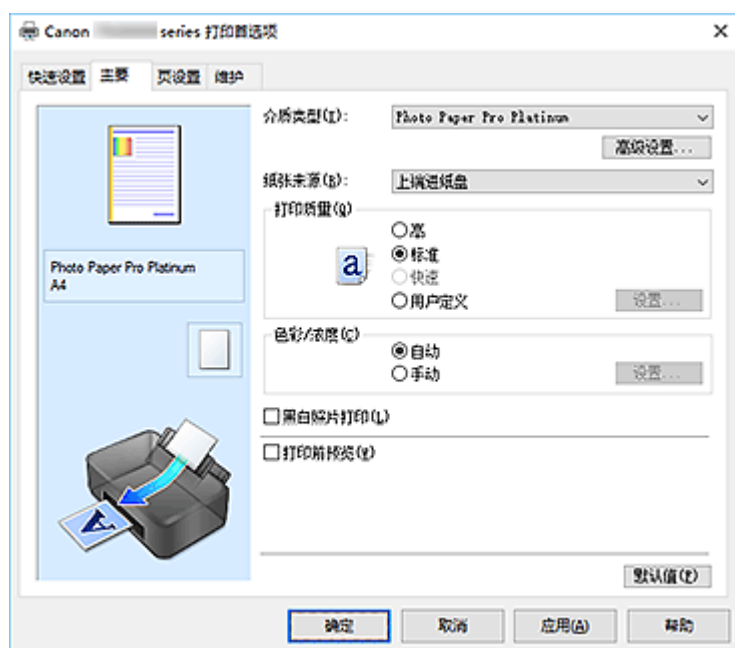 Canon series 打印首选项
快速设置 主要 页设置 维护
介质类型(I): Photo Paper Pro Platinum
高级设置...
纸张来源(B): 上端进纸盘
打印质量(Q)
高
标准
快速
用户定义 设置...
Photo Paper Pro Platinum
A4
色彩/浓度(C)
自动
手动 设置...
黑白照片打印(L)
打印前预览(V)
默认值(F)
确定 取消 应用(A) 帮助